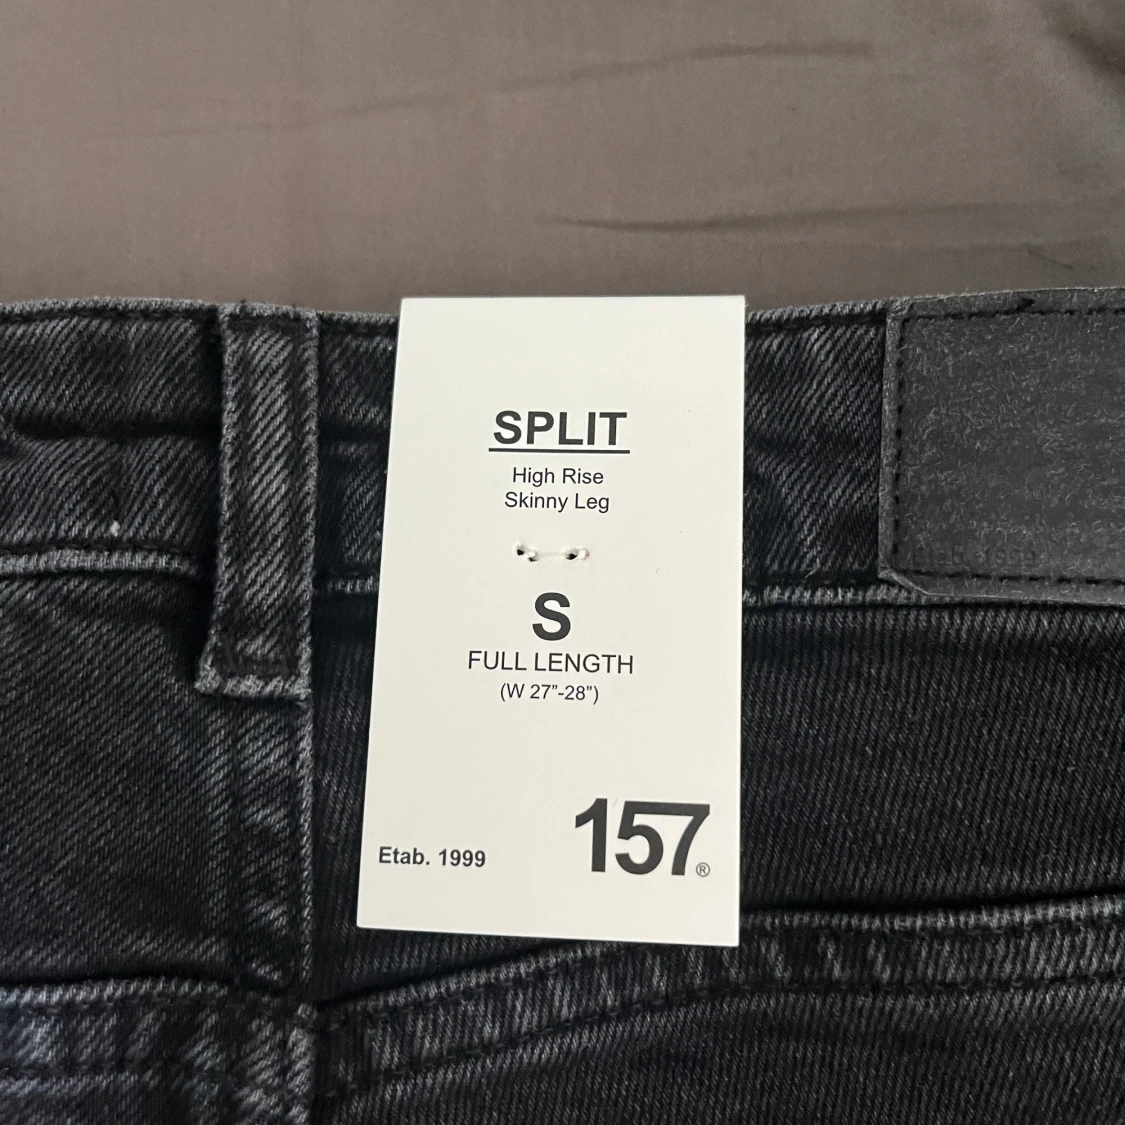 SPLIT
High Rise
Skinny Leg
S
FULL LENGTH
(W 27”-28”)
Etab. 1999
157®